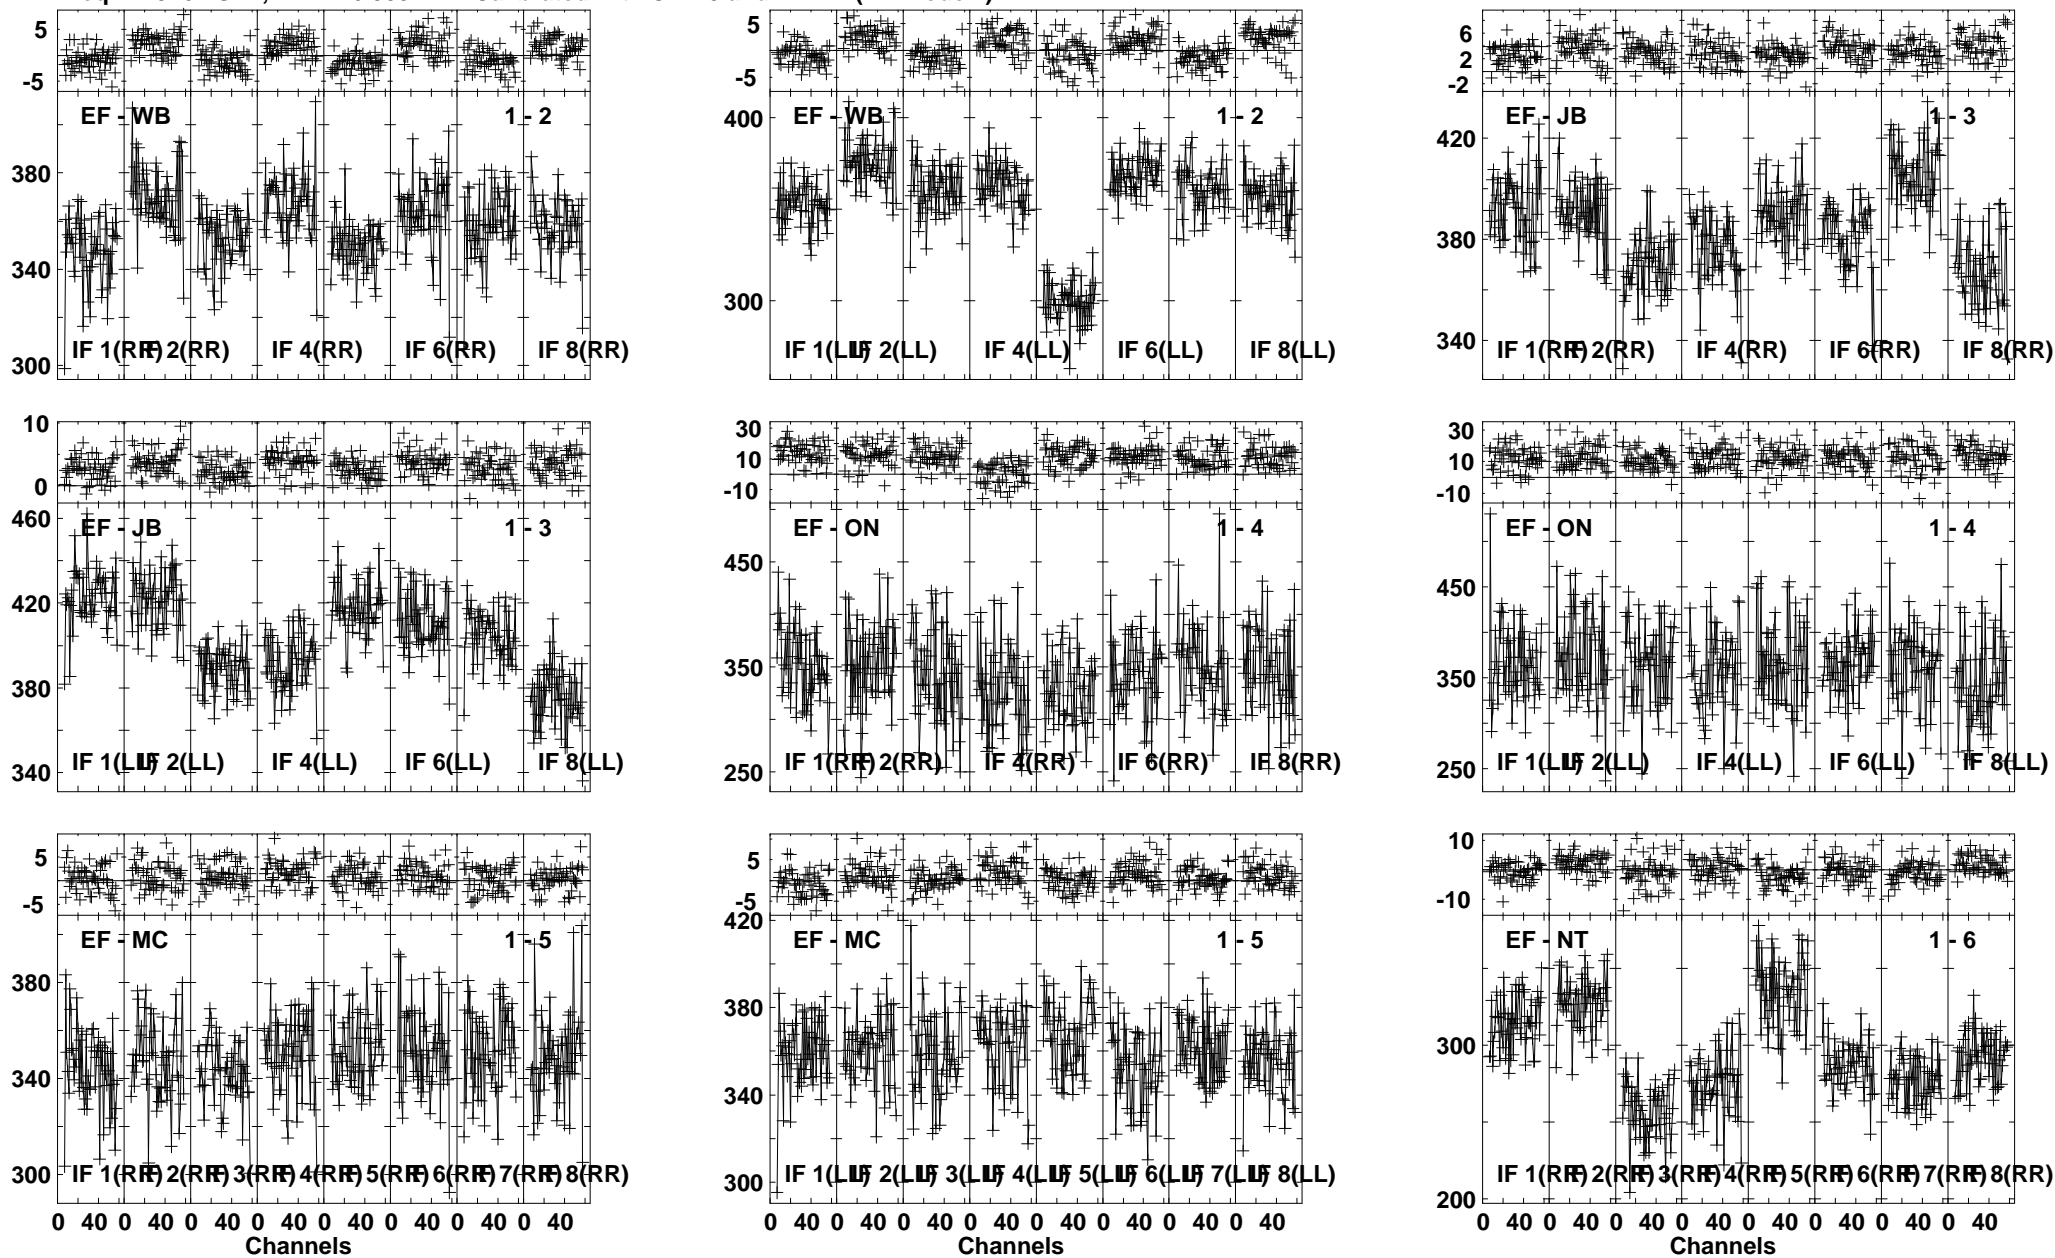 5
-5
EF - WB 1 - 2
380
340
300
IF 1(RR) IF 2(RR) IF 4(RR) IF 6(RR) IF 8(RR)
5
-5
EF - WB 1 - 2
400
300
IF 1(LL) IF 2(LL) IF 4(LL) IF 6(LL) IF 8(LL)
6
2
-2
EF - JB 1 - 3
420
380
340
IF 1(RR) IF 2(RR) IF 4(RR) IF 6(RR) IF 8(RR)
10
0
460
EF - JB 1 - 3
420
380
340
IF 1(LL) IF 2(LL) IF 4(LL) IF 6(LL) IF 8(LL)
30
10
-10
EF - ON 1 - 4
450
350
250
IF 1(RR) IF 2(RR) IF 4(RR) IF 6(RR) IF 8(RR)
30
10
-10
EF - ON 1 - 4
450
350
250
IF 1(LL) IF 2(LL) IF 4(LL) IF 6(LL) IF 8(LL)
5
-5
EF - MC 1 - 5
380
340
300
IF 1(RR) IF 2(RR) IF 3(RR) IF 4(RR) IF 5(RR) IF 6(RR) IF 7(RR) IF 8(RR)
0 40 0 40 0 40 0 40 0 40 0 40 0 40 0 40
Channels
5
-5
420
EF - MC 1 - 5
380
340
300
IF 1(LL) IF 2(LL) IF 3(LL) IF 4(LL) IF 5(LL) IF 6(LL) IF 7(LL) IF 8(LL)
0 40 0 40 0 40 0 40 0 40 0 40 0 40 0 40
Channels
10
-10
EF - NT 1 - 6
300
200
IF 1(RR) IF 2(RR) IF 3(RR) IF 4(RR) IF 5(RR) IF 6(RR) IF 7(RR) IF 8(RR)
0 40 0 40 0 40 0 40 0 40 0 40 0 40 0 40
Channels